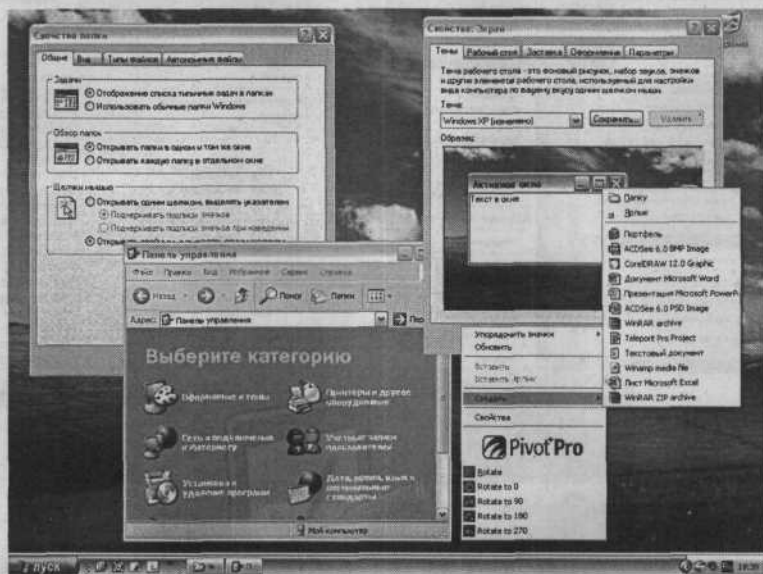 Свойства папки
Общие Вид Типы файлов Автономные файлы
Задачи
Отображение списка типичных задач в папках
Использовать обычные папки Windows
Обзор папок
Открывать папки в одном и том же окне
Открывать каждую папку в отдельном окне
Щелчки мышью
Открывать одним щелчком, выделять указателем
Подчеркивать подписи значков
Подчеркивать подписи значков при наведении
Свойства: Экран
Темы Рабочий стол Заставка Оформление Параметры
Тема рабочего стола - это фоновый рисунок, набор звуков, значков
и других элементов рабочего стола, используемый для настройки
вида компьютера по вашему вкусу одним щелчком мыши.
Тема:
Windows XP (изменено) Сохранить... Удалить
Образец:
Активное окно
Текст в окне
Панель управления
Файл Правка Вид Избранное Сервис Справка
Назад Поиск Папки
Адрес: Панель управления
Выберите категорию
Оформление и темы
Принтеры и другое
оборудование
Сеть и подключения
к Интернету
Учетные записи
пользователей
Установка и
удаление программ
Дата, время, язык и
региональные
стандарты
Мой компьютер
Упорядочить значки
Обновить
Вставить
Вставить ярлык
Создать
Свойства
Pivot Pro
Rotate
Rotate to 0
Rotate to 90
Rotate to 180
Rotate to 270
Папку
Ярлык
Портфель
ACDSee 6.0 BMP Image
CorelDRAW 12.0 Graphic
Документ Microsoft Word
Презентация Microsoft PowerP
ACDSee 6.0 PSD Image
WinRAR archive
Teleport Pro Project
Текстовый документ
Winamp media file
Лист Microsoft Excel
WinRAR ZIP archive
пуск